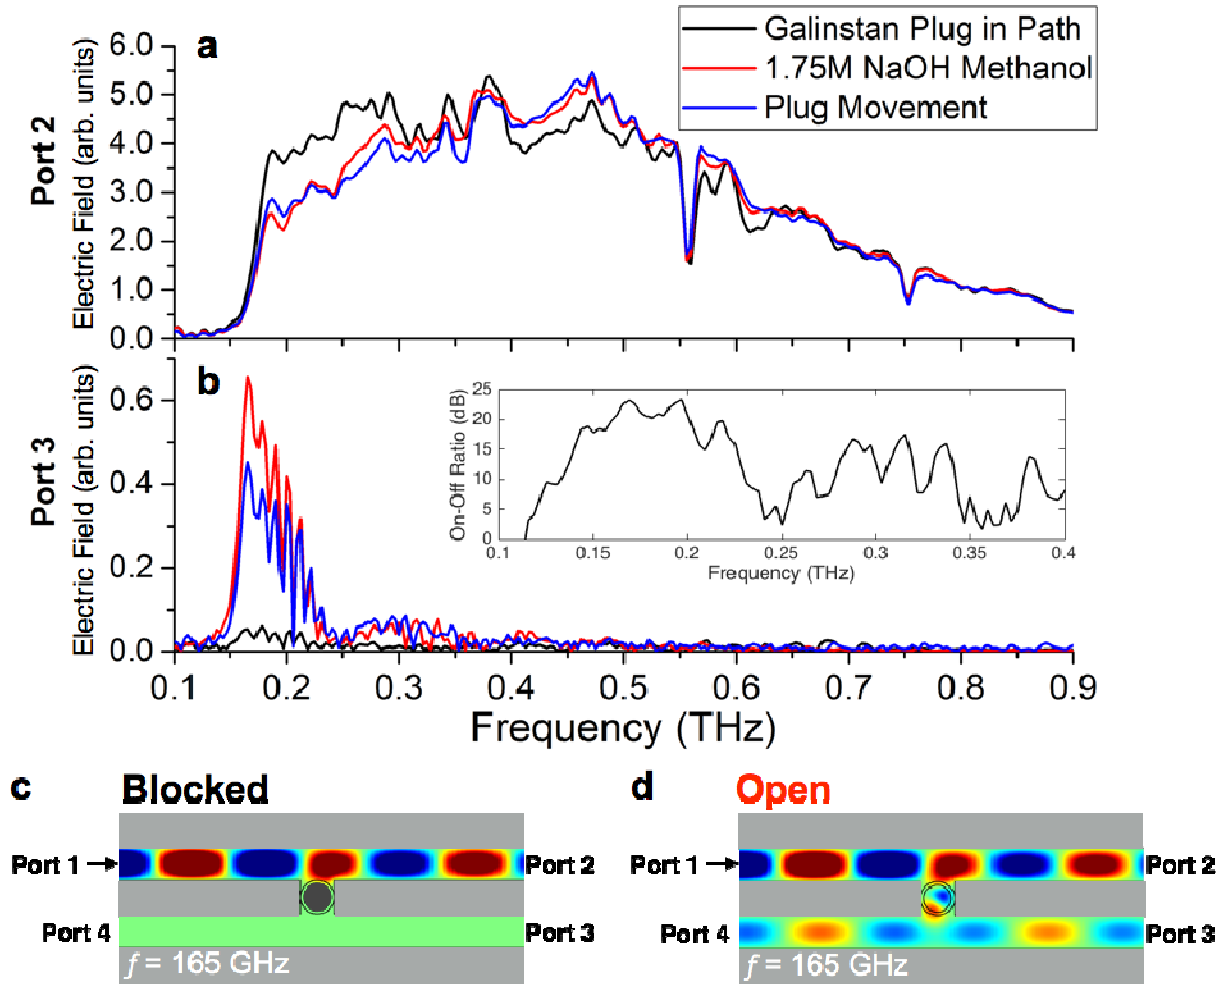 a
Galinstan Plug in Path
1.75M NaOH Methanol
Plug Movement
Port 2
Electric Field (arb. units)
6.0
5.0
4.0
3.0
2.0
1.0
0.0
b
Port 3
Electric Field (arb. units)
0.6
0.4
0.2
0.0
On-Off Ratio (dB)
25
20
15
10
5
0
0.1 0.15 0.2 0.25 0.3 0.35 0.4
Frequency (THz)
0.1 0.2 0.3 0.4 0.5 0.6 0.7 0.8 0.9
Frequency (THz)
c Blocked
Port 1
Port 2
Port 4
Port 3
f = 165 GHz
d Open
Port 1
Port 2
Port 4
Port 3
f = 165 GHz